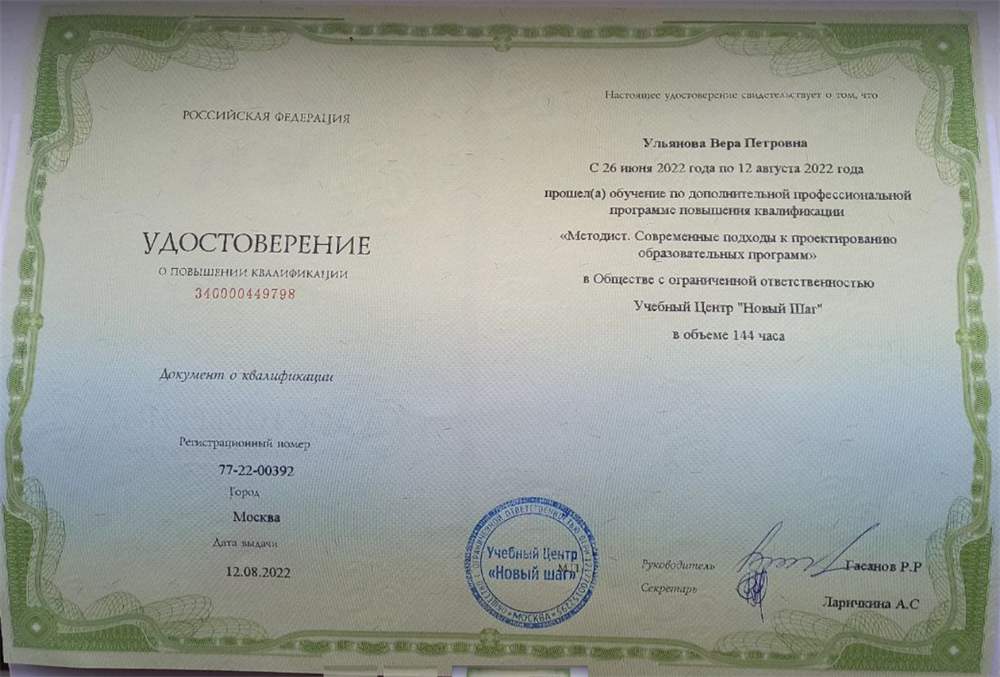 РОССИЙСКАЯ ФЕДЕРАЦИЯ
УДОСТОВЕРЕНИЕ
О ПОВЫШЕНИИ КВАЛИФИКАЦИИ
340000449798
Документ о квалификации
Регистрационный номер
77-22-00392
Город
Москва
Дата выдачи
12.08.2022
Настоящее удостоверение свидетельствует о том, что
Ульянова Вера Петровна
С 26 июня 2022 года по 12 августа 2022 года
прошел(а) обучение по дополнительной профессиональной
программе повышения квалификации
«Методист. Современные подходы к проектированию
образовательных программ»
в Обществе с ограниченной ответственностью
Учебный Центр "Новый Шаг"
в объеме 144 часа
М.П.
Учебный Центр
«Новый шаг»
МОСКВА
Руководитель
Гасанов Р.Р
Секретарь
Ларичкина А.С